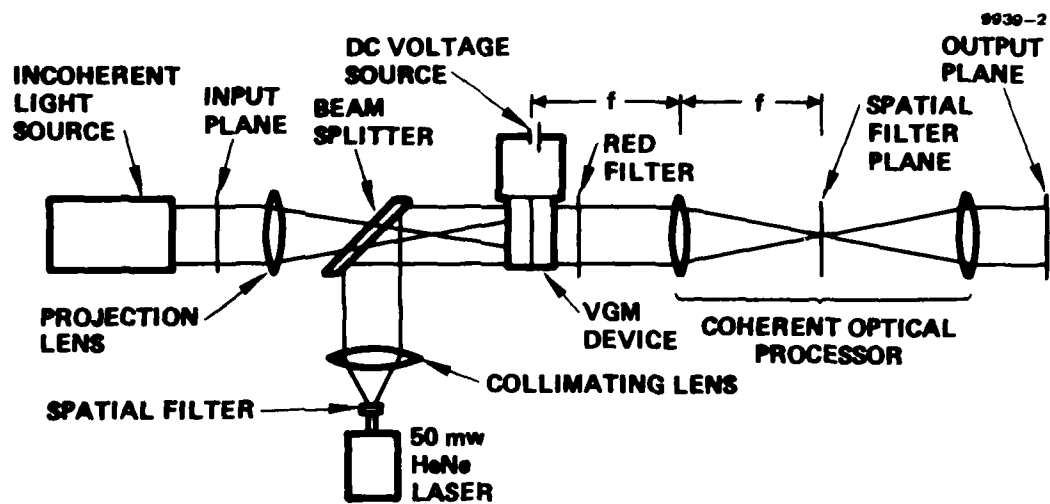 9939-2
DC VOLTAGE
SOURCE
OUTPUT
PLANE
INCOHERENT
LIGHT
SOURCE
INPUT
PLANE
BEAM
SPLITTER
f
f
RED
FILTER
SPATIAL
FILTER
PLANE
PROJECTION
LENS
VGM
DEVICE
COHERENT OPTICAL
PROCESSOR
COLLIMATING LENS
SPATIAL FILTER
50 mw
HeNe
LASER